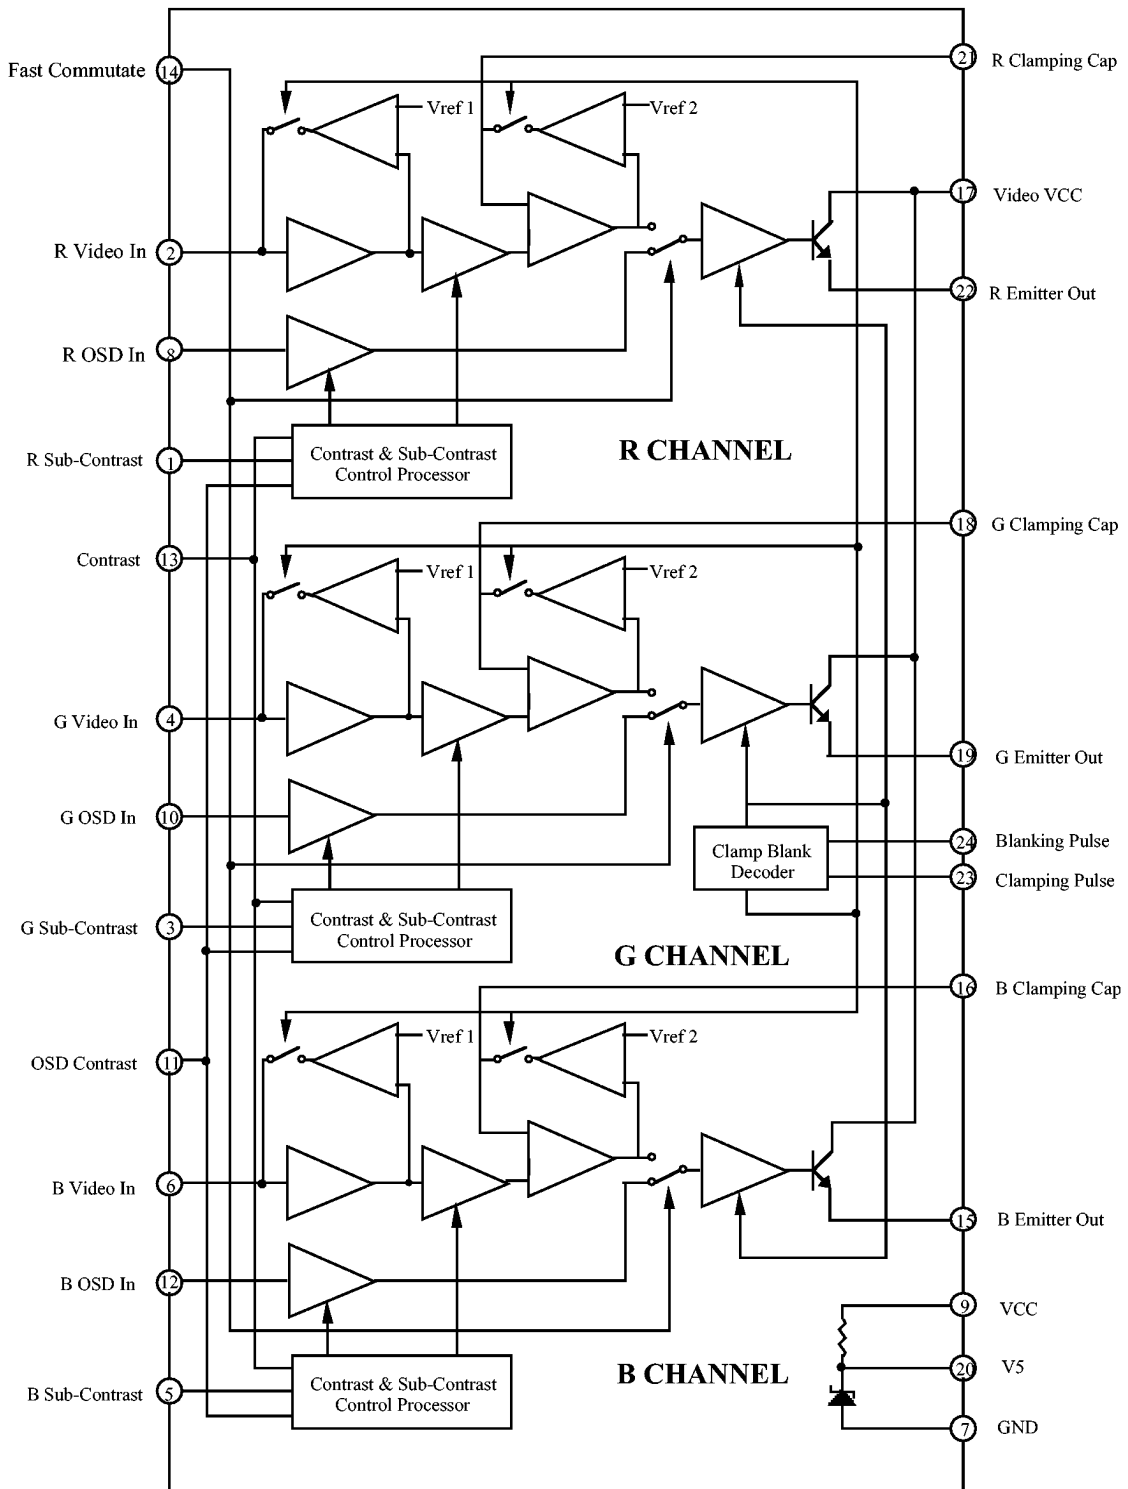 Fast Commutate
14
21
R Clamping Cap
Vref 1
Vref 2
17
Video VCC
R Video In
2
22
R Emitter Out
R OSD In
8
R Sub-Contrast
1
Contrast & Sub-Contrast
Control Processor
R CHANNEL
18
G Clamping Cap
Contrast
13
Vref 1
Vref 2
G Video In
4
19
G Emitter Out
G OSD In
10
Clamp Blank
Decoder
24
Blanking Pulse
23
Clamping Pulse
G Sub-Contrast
3
Contrast & Sub-Contrast
Control Processor
G CHANNEL
16
B Clamping Cap
OSD Contrast
11
Vref 1
Vref 2
B Video In
6
15
B Emitter Out
B OSD In
12
9
VCC
20
V5
B Sub-Contrast
5
Contrast & Sub-Contrast
Control Processor
B CHANNEL
7
GND